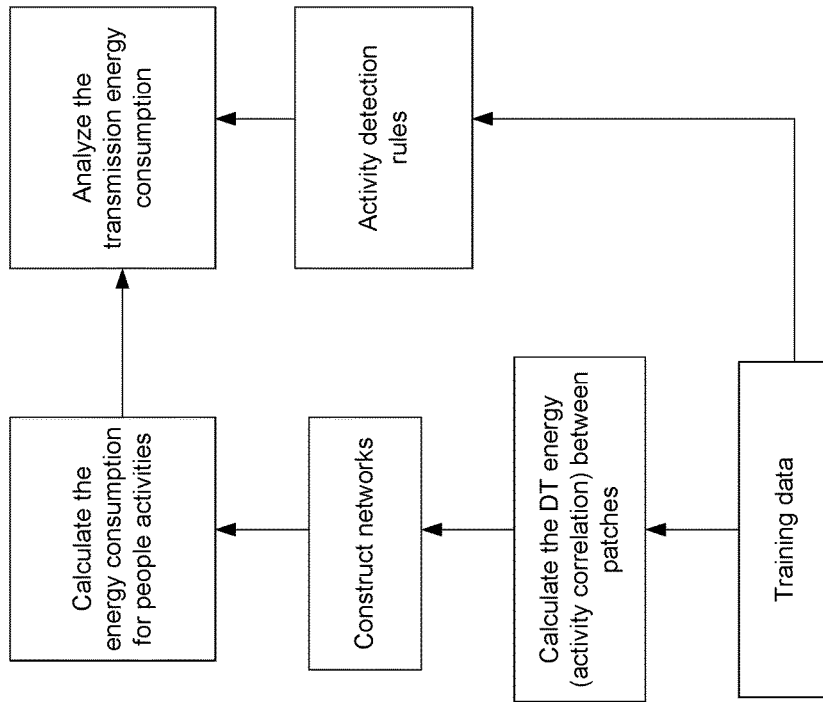 Training data
Calculate the DT energy
(activity correlation) between
patches
Construct networks
Calculate the
energy consumption
for people activities
Activity detection
rules
Analyze the
transmission energy
consumption